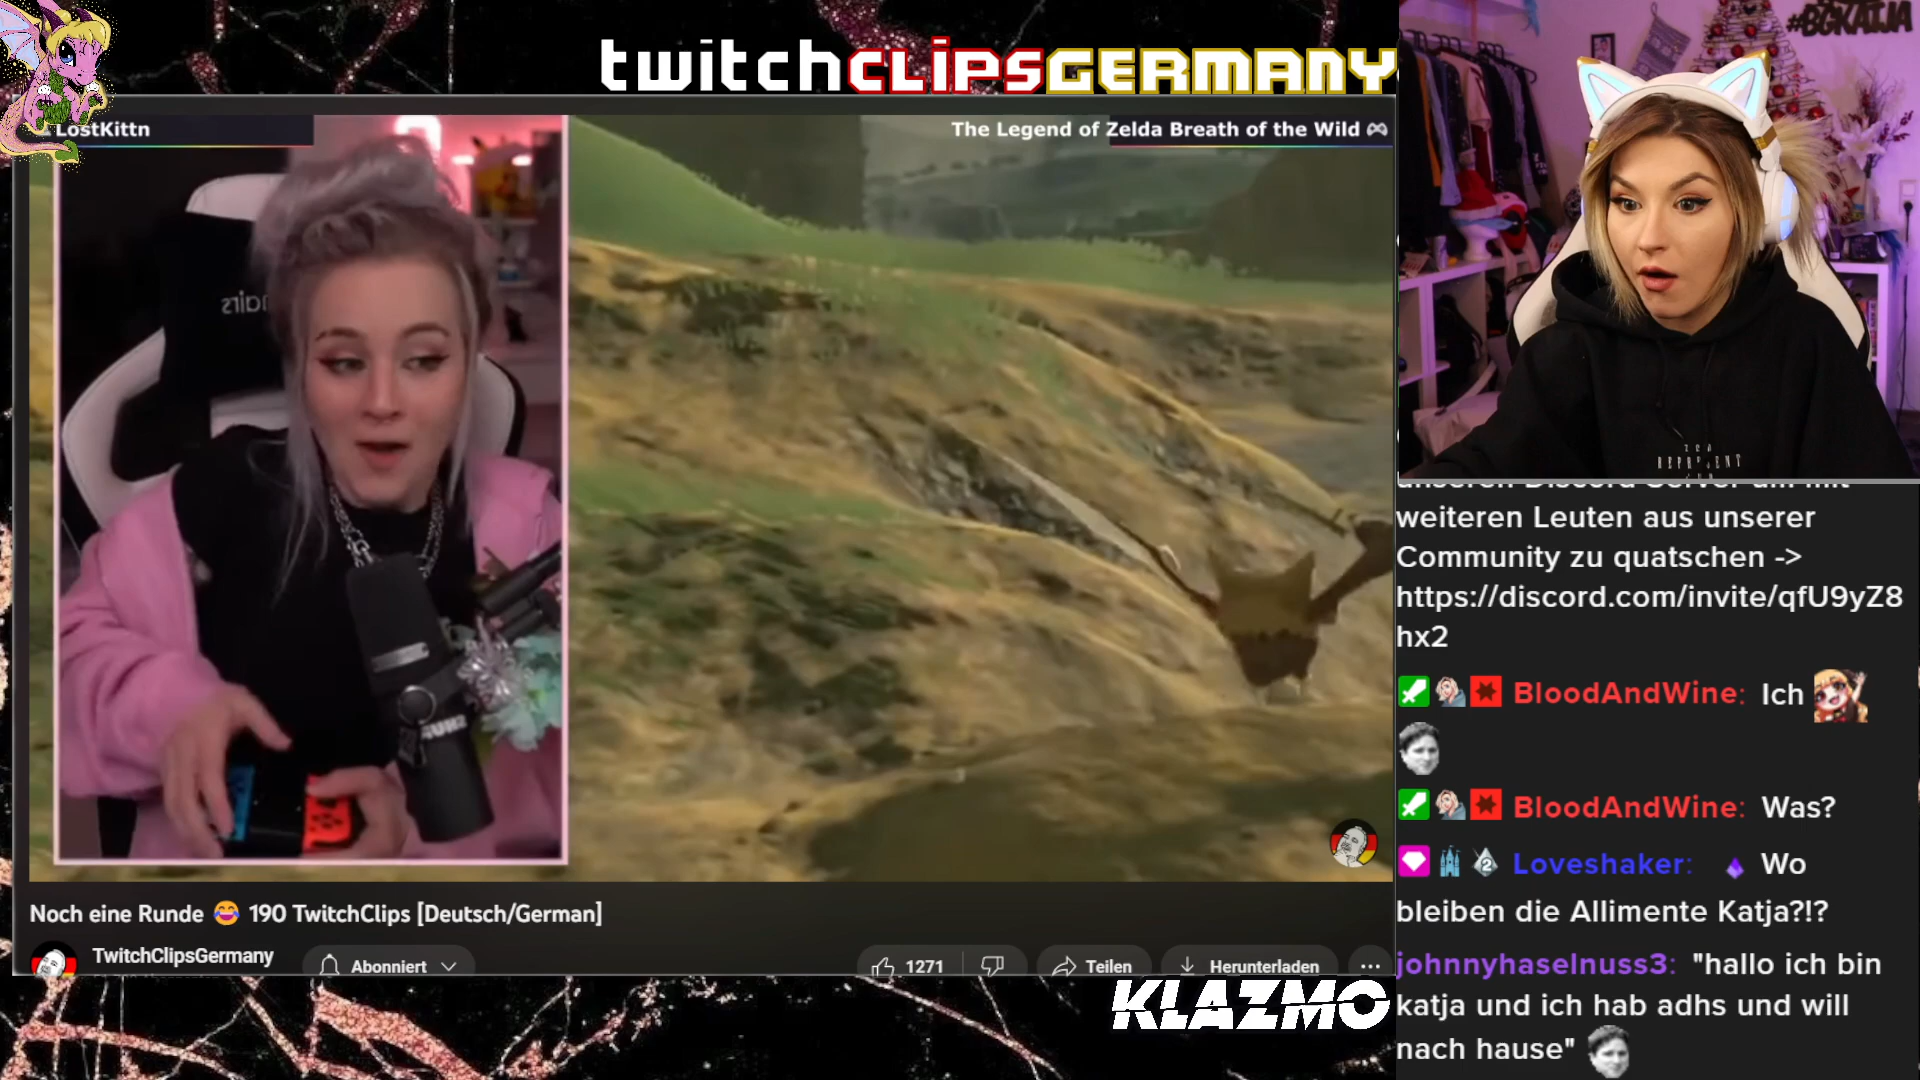 twitchCLIPSGERMANY
#BGKAIJA
LostKittn
The Legend of Zelda Breath of the Wild
REPRESENT
weiteren Leuten aus unserer
Community zu quatschen ->
https://discord.com/invite/qfU9yZ8
hx2
BloodAndWine: Ich
BloodAndWine: Was?
Loveshaker: Wo
bleiben die Allimente Katja?!?
johnnyhaselnuss3: "hallo ich bin
katja und ich hab adhs und will
nach hause"
Noch eine Runde 😂 190 TwitchClips [Deutsch/German]
TwitchClipsGermany
Abonniert
1271
Teilen
Herunterladen
KLAZMO